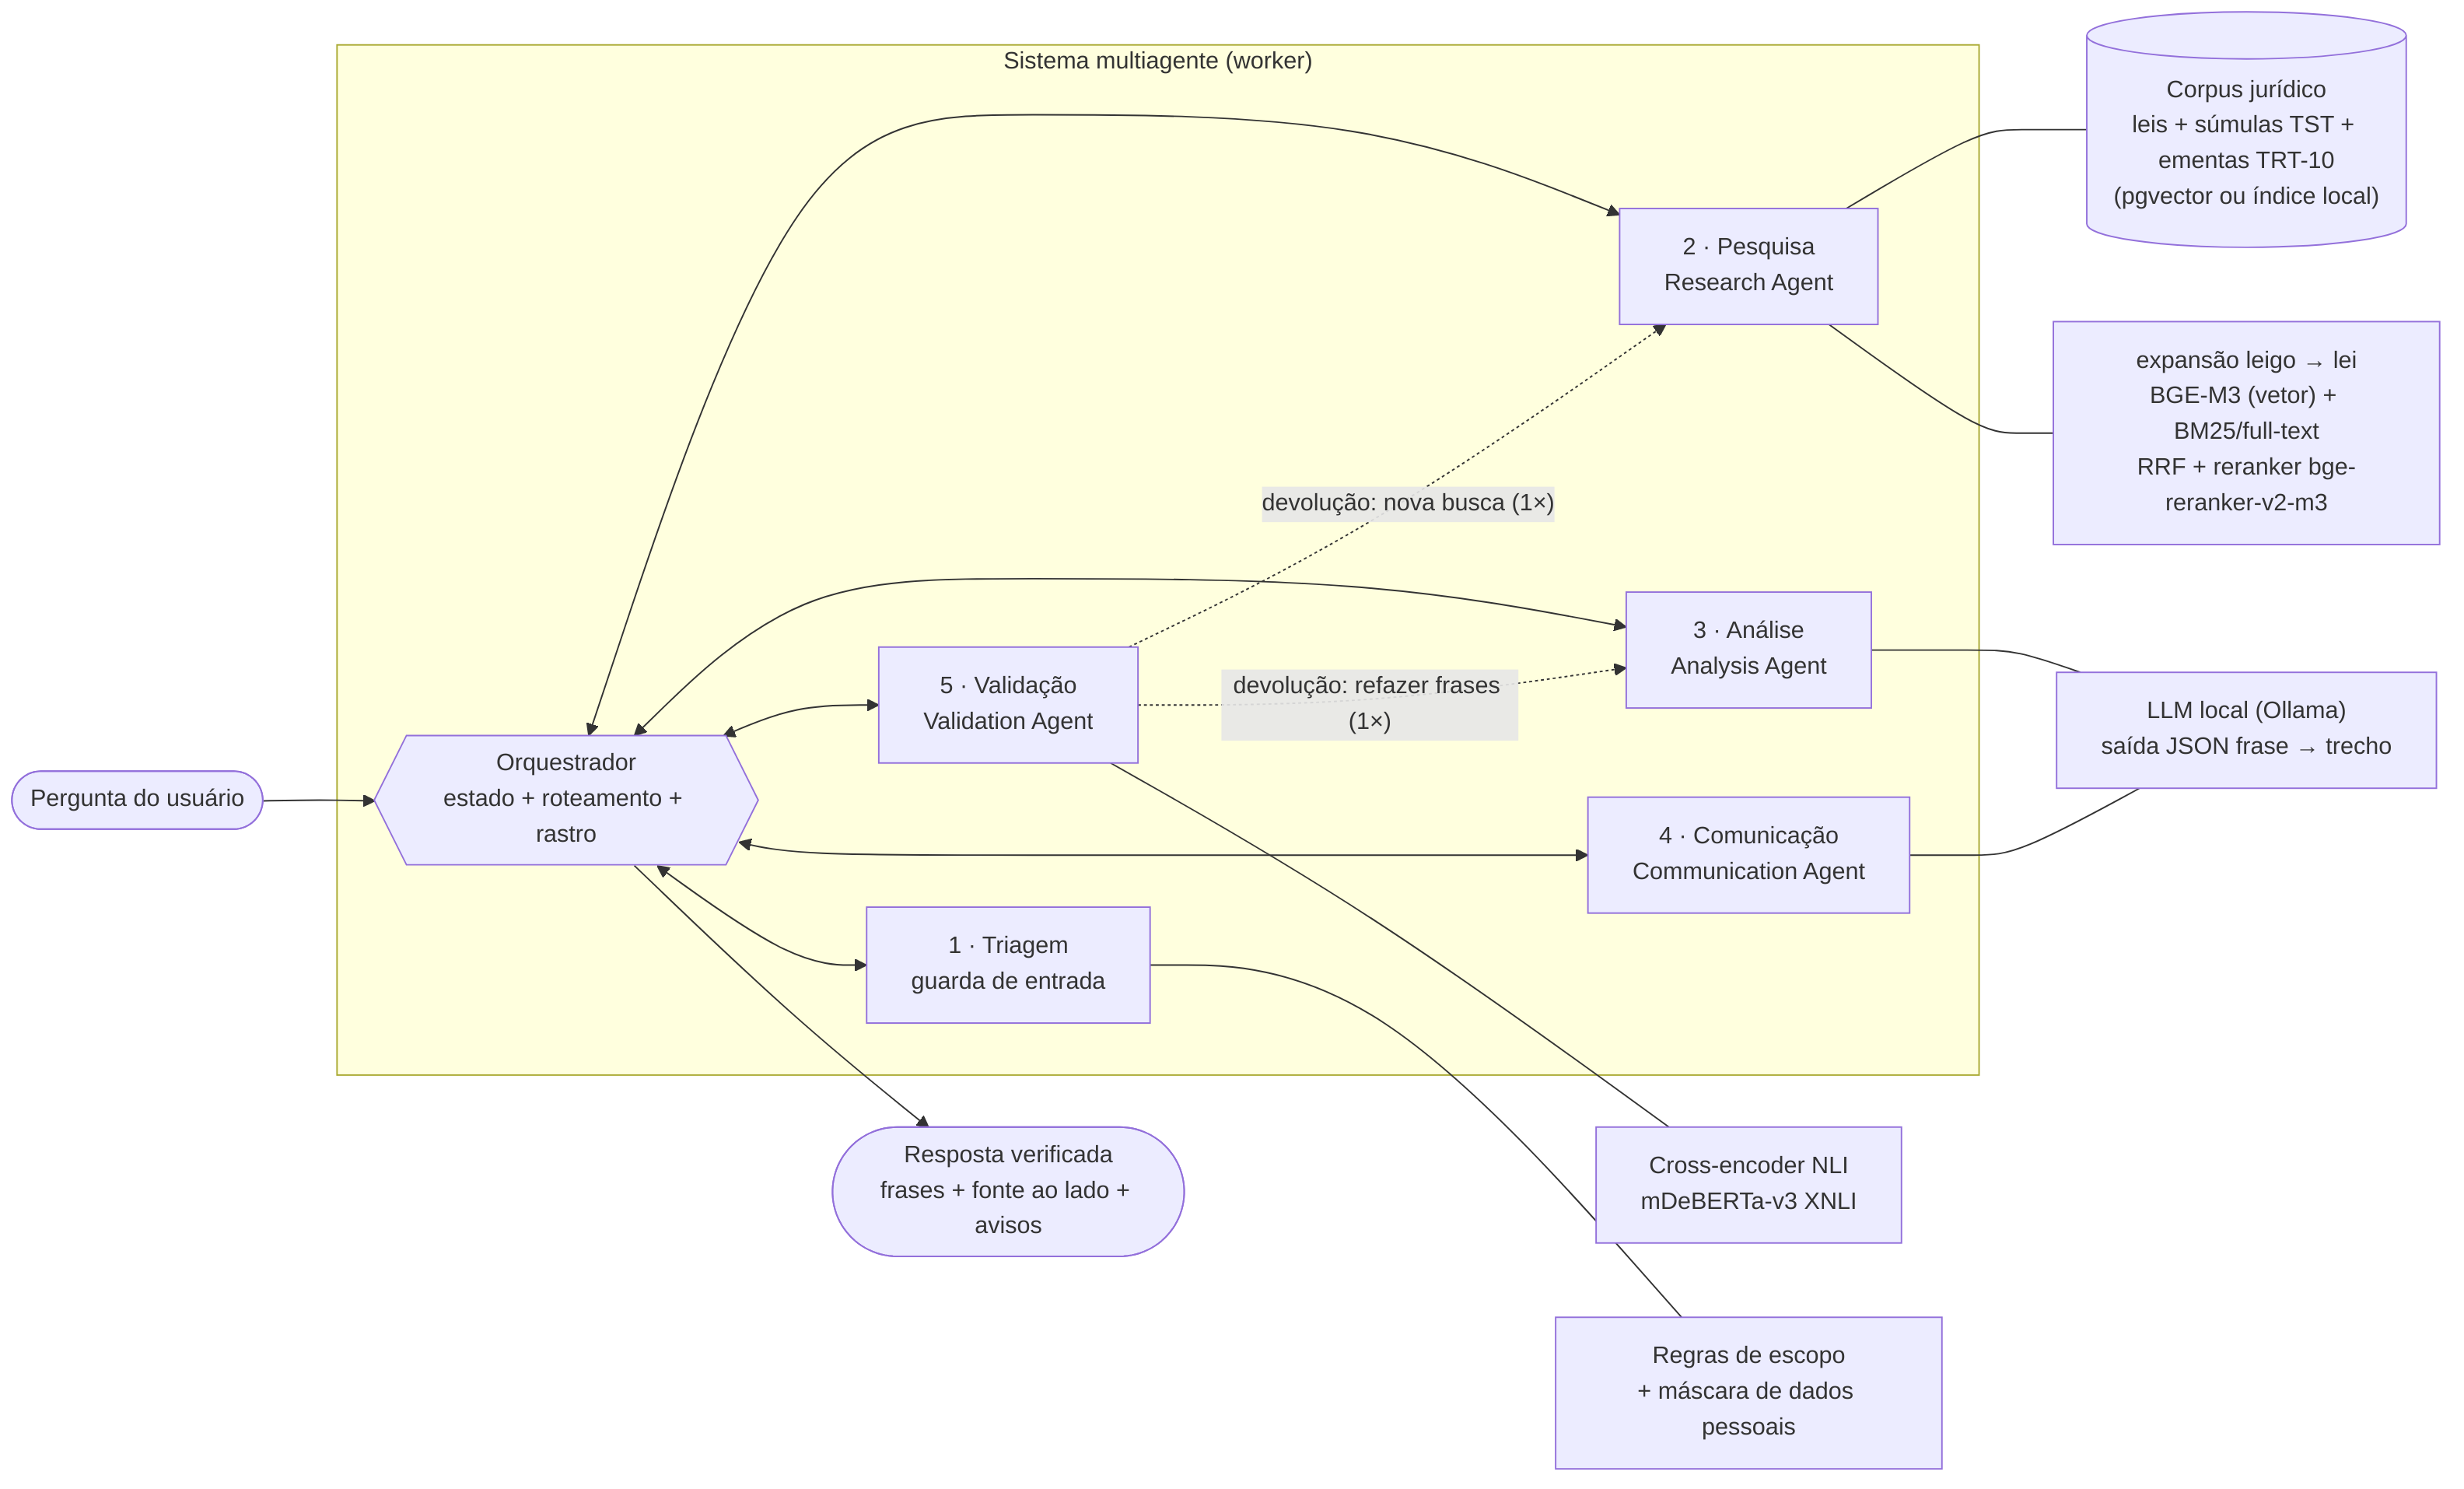 Sistema multiagente (worker)
Corpus jurídico
leis + súmulas TST +
ementas TRT-10
(pgvector ou índice local)
2 · Pesquisa
Research Agent
expansão leigo → lei
BGE-M3 (vetor) +
BM25/full-text
RRF + reranker bge-
reranker-v2-m3
devolução: nova busca (1×)
3 · Análise
Analysis Agent
5 · Validação
Validation Agent
devolução: refazer frases
(1×)
LLM local (Ollama)
saída JSON frase → trecho
Pergunta do usuário
Orquestrador
estado + roteamento +
rastro
4 · Comunicação
Communication Agent
1 · Triagem
guarda de entrada
Resposta verificada
frases + fonte ao lado +
avisos
Cross-encoder NLI
mDeBERTa-v3 XNLI
Regras de escopo
+ máscara de dados
pessoais